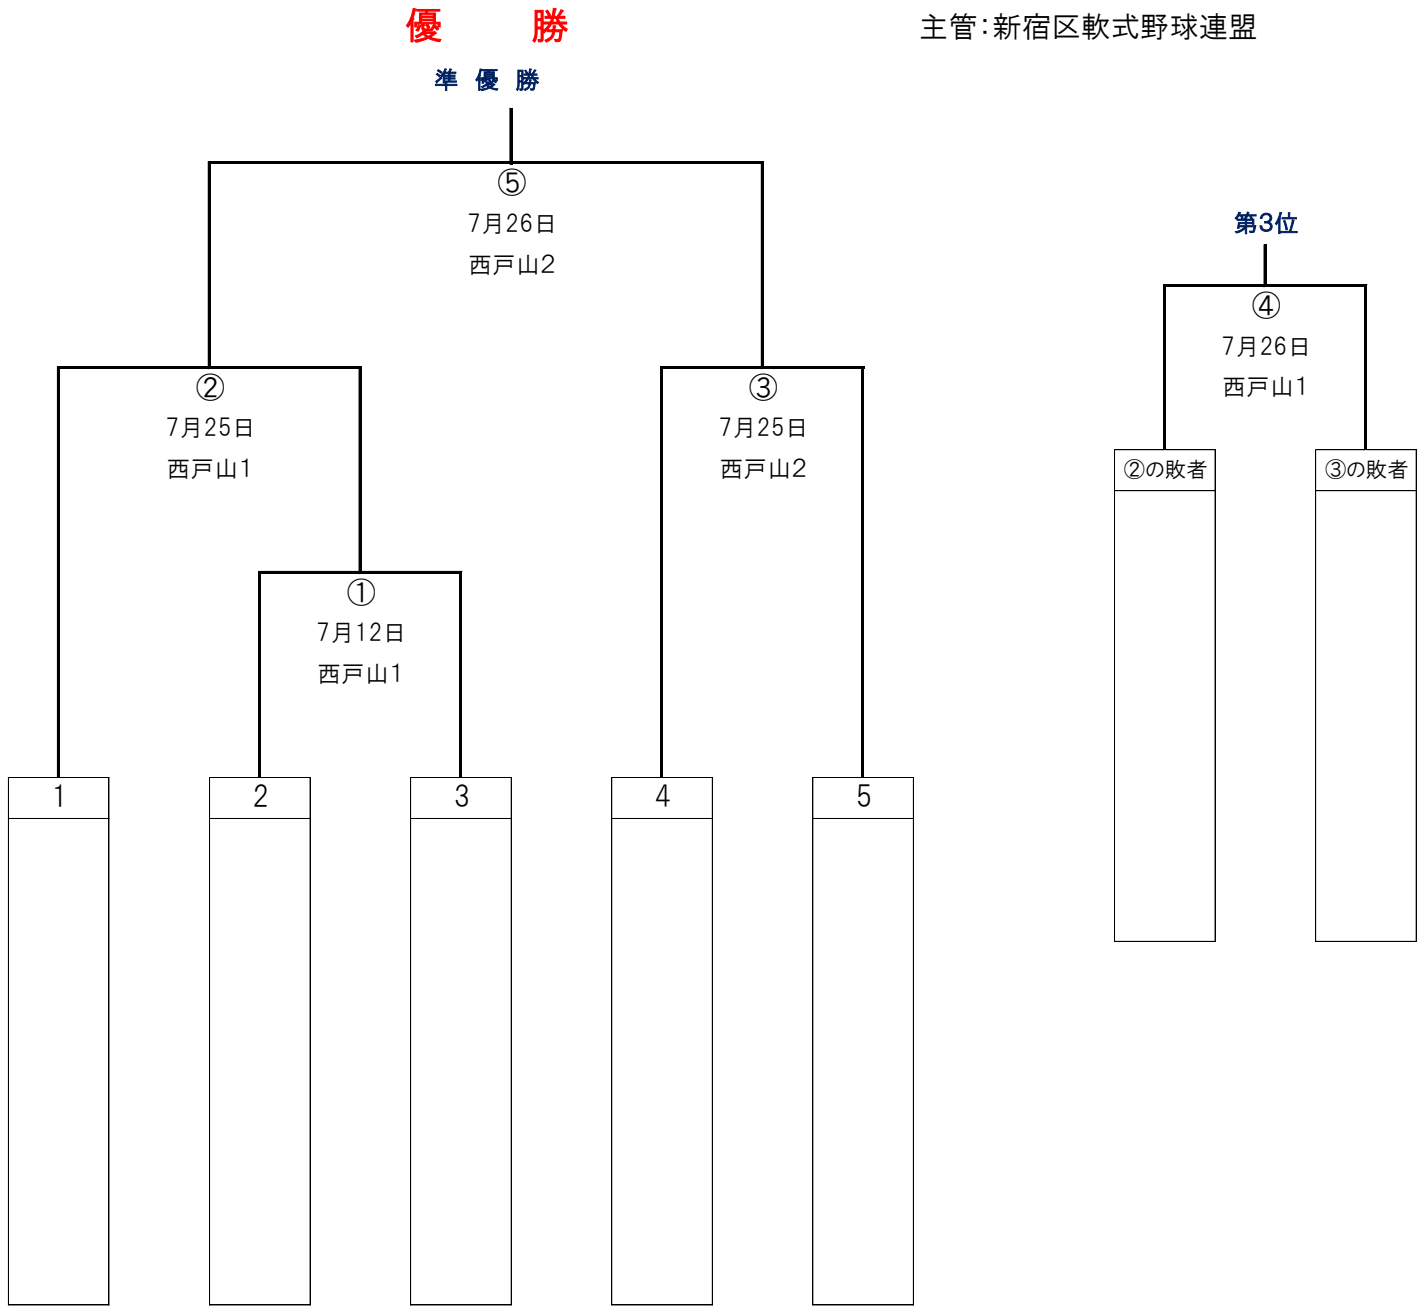 優　勝
主管：新宿区軟式野球連盟
準 優 勝
⑤
7月26日
西戸山2
第3位
④
7月26日
西戸山1
②
7月25日
西戸山1
③
7月25日
西戸山2
②の敗者
③の敗者
①
7月12日
西戸山1
1
2
3
4
5